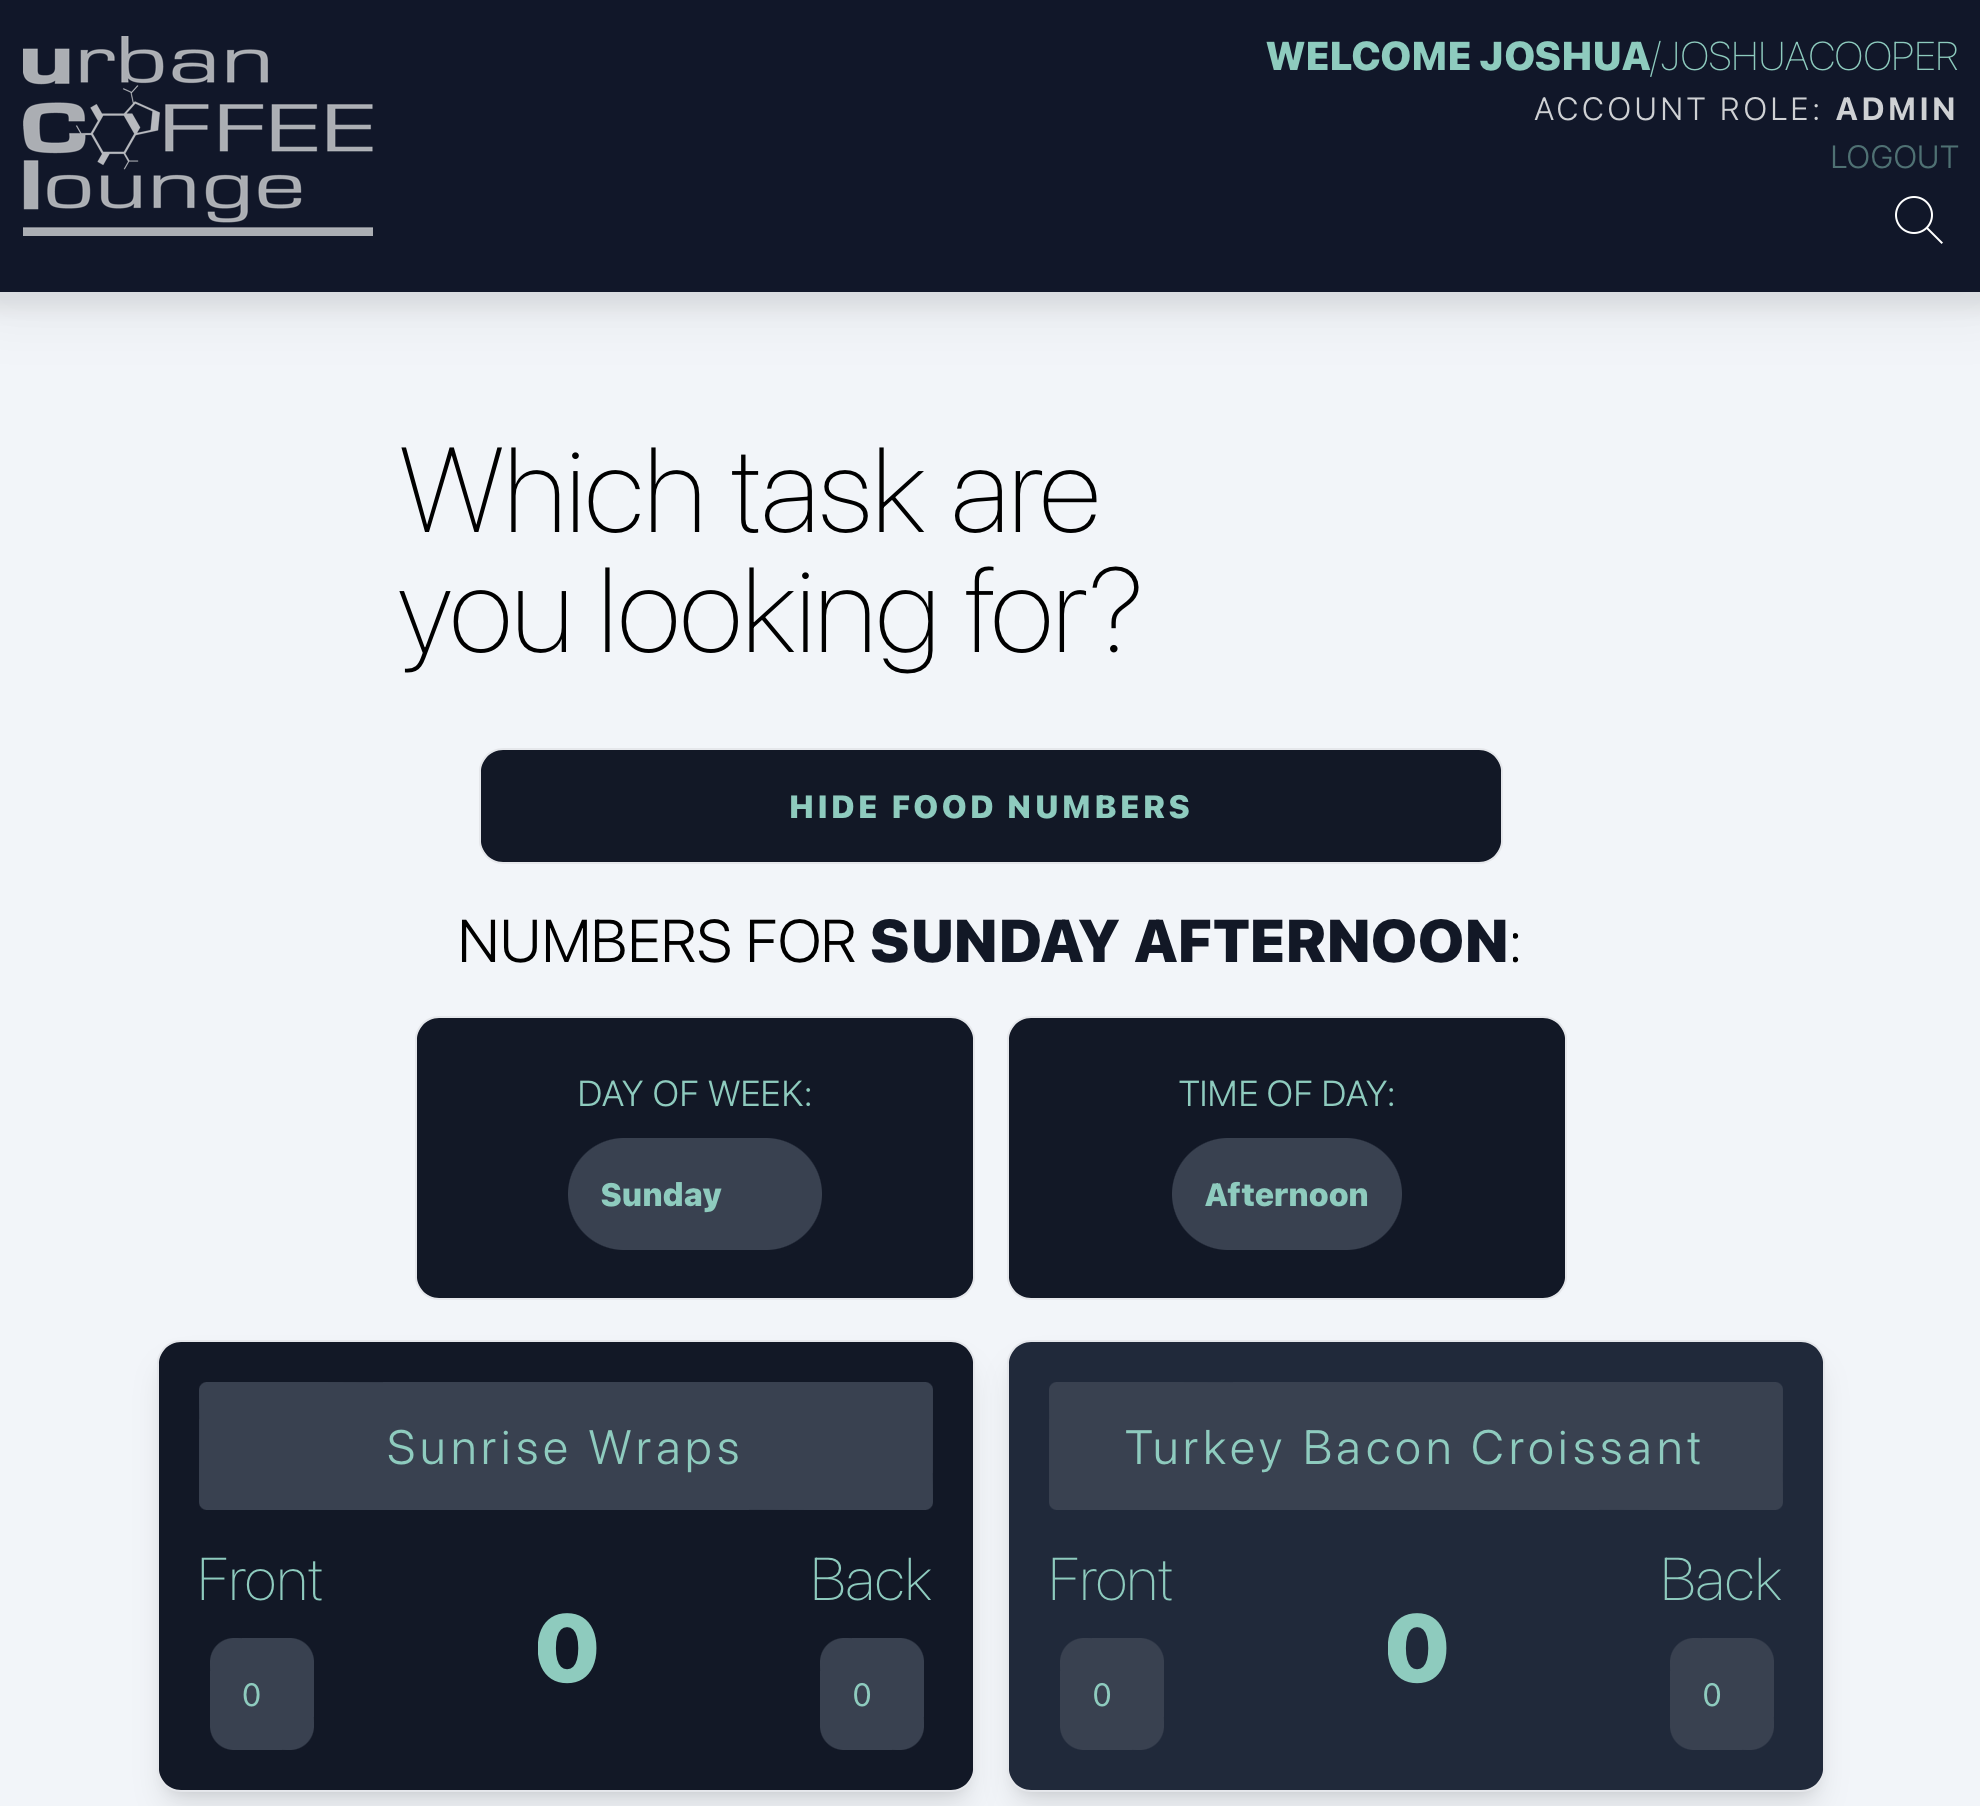 urban
COFFEE
lounge
WELCOME JOSHUA/JOSHUACOOPER
ACCOUNT ROLE: ADMIN
LOGOUT
Which task are
you looking for?
HIDE FOOD NUMBERS
NUMBERS FOR SUNDAY AFTERNOON:
DAY OF WEEK:
Sunday
TIME OF DAY:
Afternoon
Sunrise Wraps
Front
0
0
Back
0
Turkey Bacon Croissant
Front
0
0
Back
0